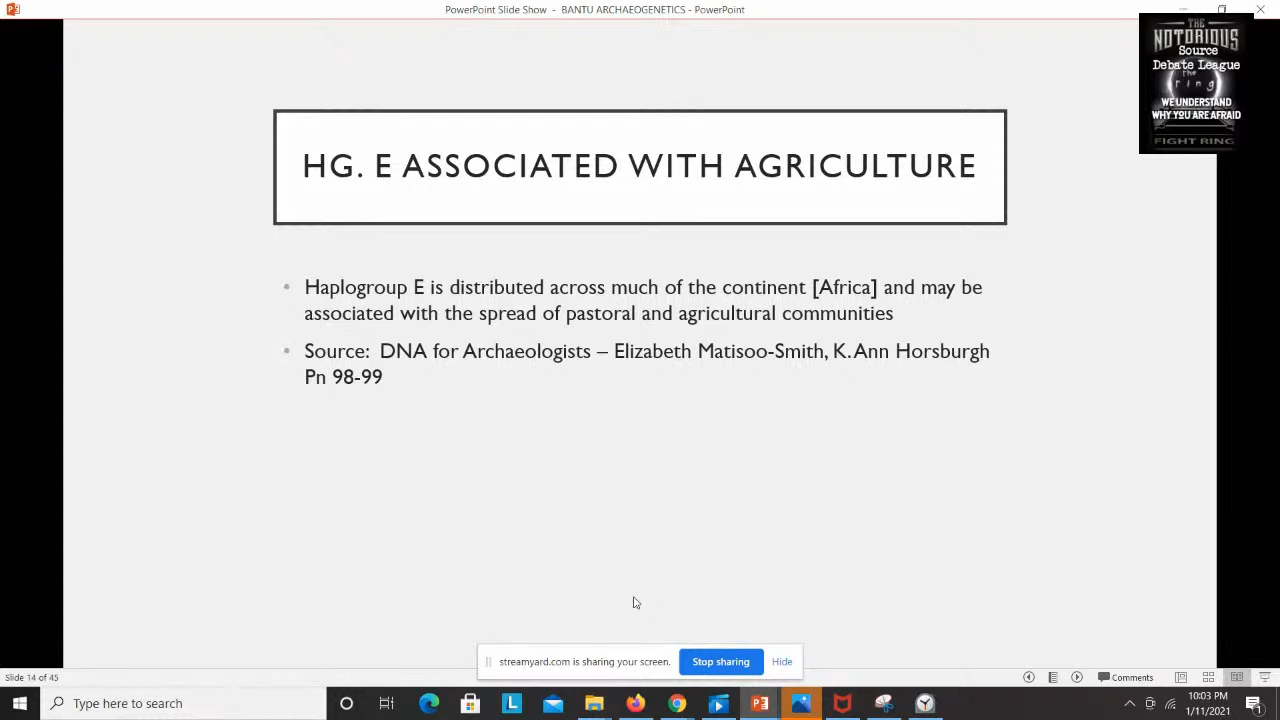 PowerPoint Slide Show - BANTU ARCHAEOGENETICS - PowerPoint
THE
NOTORIOUS
Source
Debate League
the
ring
WE UNDERSTAND
WHY YOU ARE AFRAID
FIGHT RING
HG. E ASSOCIATED WITH AGRICULTURE
• Haplogroup E is distributed across much of the continent [Africa] and may be
associated with the spread of pastoral and agricultural communities
• Source: DNA for Archaeologists – Elizabeth Matisoo-Smith, K. Ann Horsburgh
Pn 98-99
streamyard.com is sharing your screen. Stop sharing Hide
Slide 14 of 45 Comments
Type here to search
10:03 PM
1/11/2021